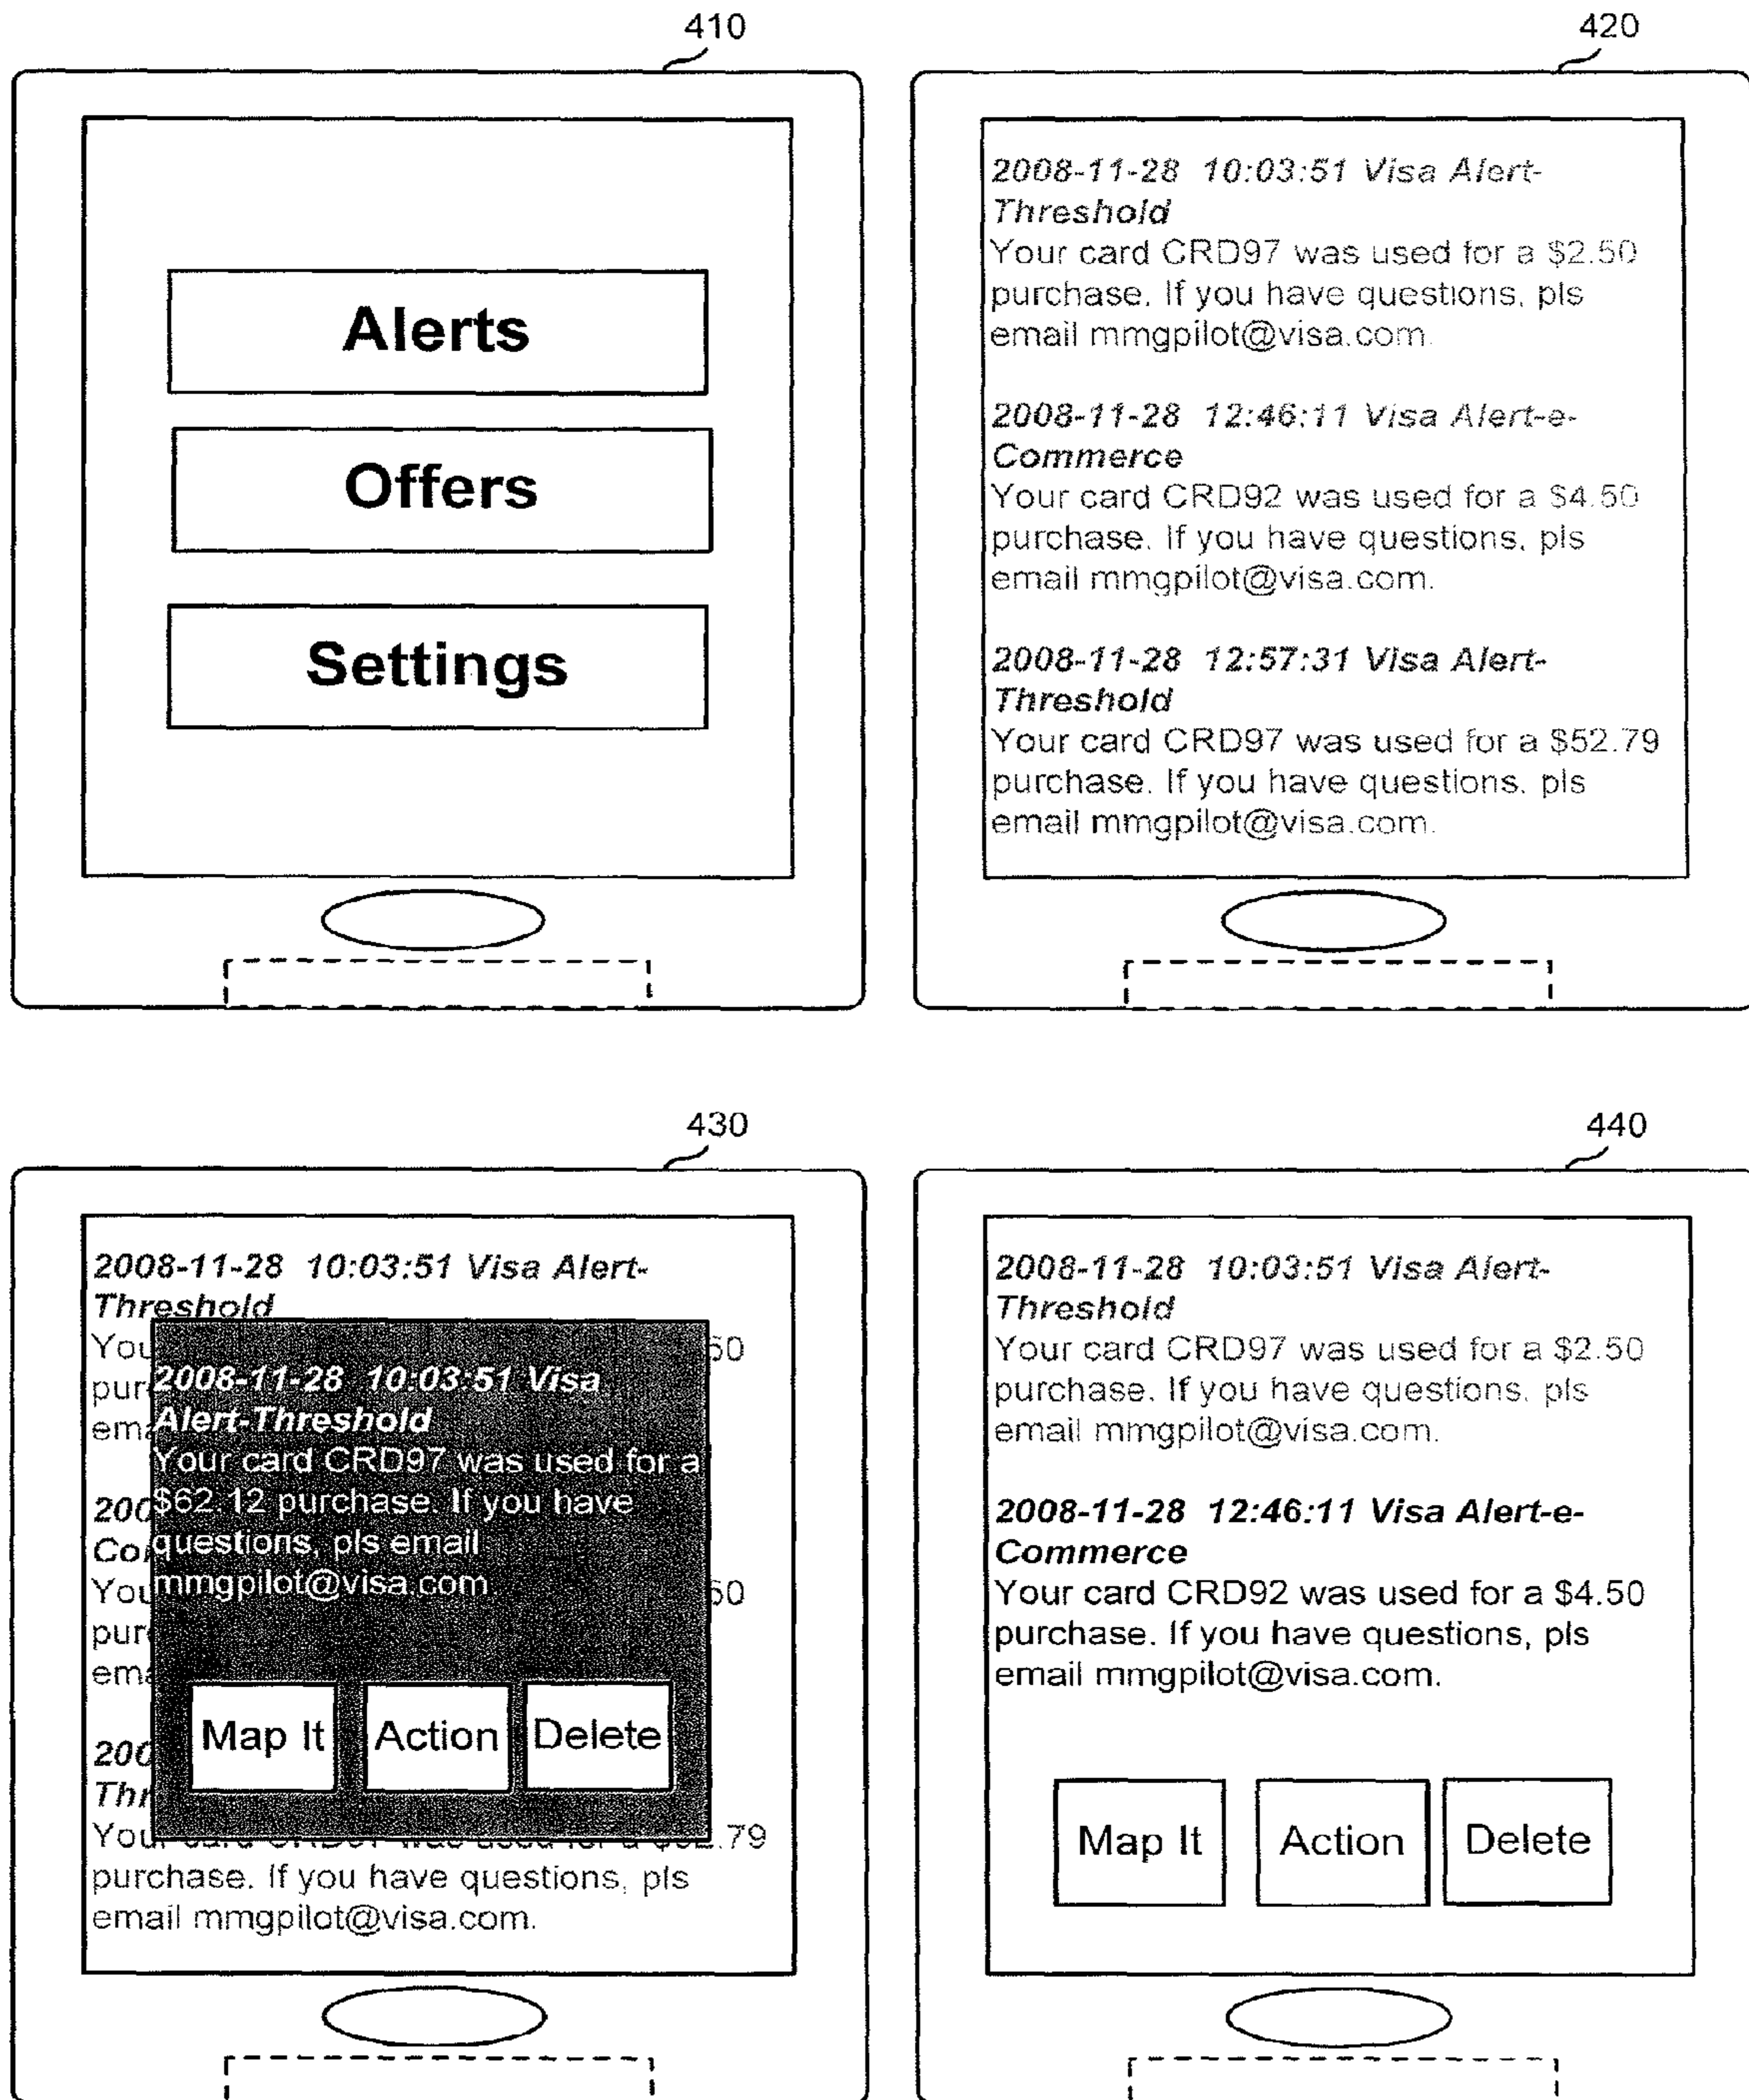 410
Alerts
Offers
Settings
420
2008-11-28 10:03:51 Visa Alert-
Threshold
Your card CRD97 was used for a $2.50
purchase. If you have questions, pls
email mmgpilot@visa.com.
2008-11-28 12:46:11 Visa Alert-e-
Commerce
Your card CRD92 was used for a $4.50
purchase. If you have questions, pls
email mmgpilot@visa.com.
2008-11-28 12:57:31 Visa Alert-
Threshold
Your card CRD97 was used for a $52.79
purchase. If you have questions, pls
email mmgpilot@visa.com.
430
2008-11-28 10:03:51 Visa Alert-
Threshold
2008-11-28 10:03:51 Visa
Alert-Threshold
Your card CRD97 was used for a
$62.12 purchase. If you have
questions, pls email
mmgpilot@visa.com.
Map It
Action
Delete
.79
purchase. If you have questions, pls
email mmgpilot@visa.com.
440
2008-11-28 10:03:51 Visa Alert-
Threshold
Your card CRD97 was used for a $2.50
purchase. If you have questions, pls
email mmgpilot@visa.com.
2008-11-28 12:46:11 Visa Alert-e-
Commerce
Your card CRD92 was used for a $4.50
purchase. If you have questions, pls
email mmgpilot@visa.com.
Map It
Action
Delete